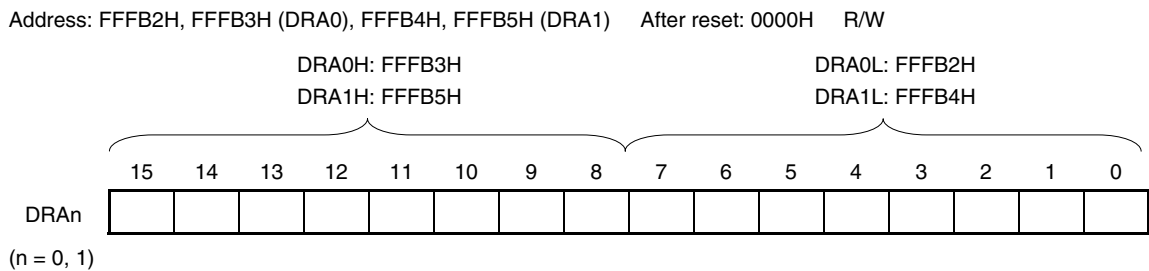 Address: FFFB2H, FFFB3H (DRA0), FFFB4H, FFFB5H (DRA1) After reset: 0000H R/W
DRA0H: FFFB3H DRA0L: FFFB2H
DRA1H: FFFB5H DRA1L: FFFB4H
15 14 13 12 11 10 9 8 7 6 5 4 3 2 1 0
DRAn
(n = 0, 1)